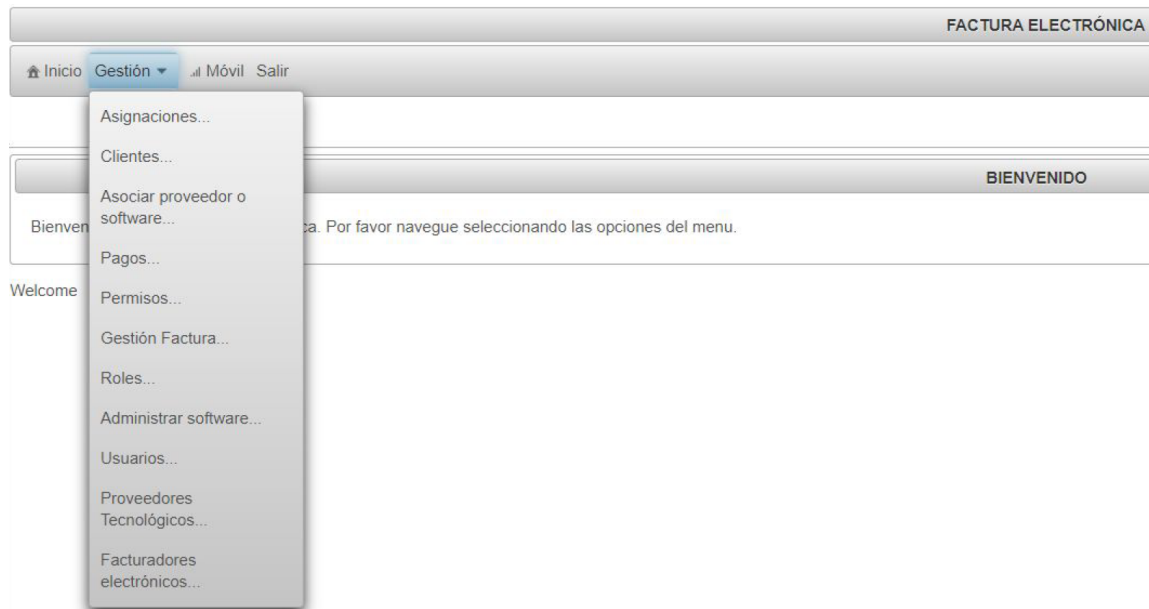 FACTURA ELECTRÓNICA
Inicio Gestión Móvil Salir
Asignaciones...
Clientes...
BIENVENIDO
Asociar proveedor o
software...
Bienven
ca. Por favor navegue seleccionando las opciones del menu.
Pagos...
Welcome
Permisos...
Gestión Factura...
Roles...
Administrar software...
Usuarios...
Proveedores
Tecnológicos...
Facturadores
electrónicos...